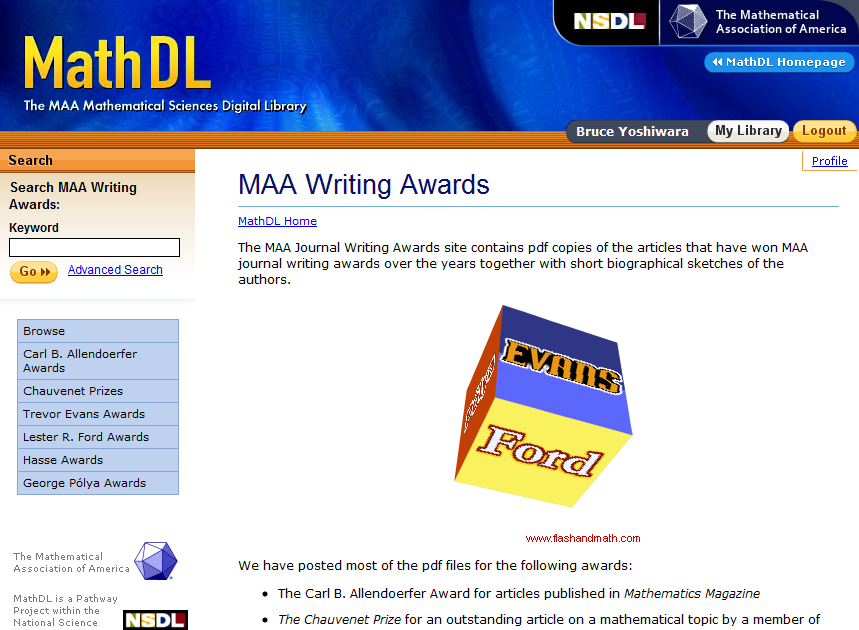 NSDL
The Mathematical
Association of America
MathDL
The MAA Mathematical Sciences Digital Library
MathDL Homepage
Bruce Yoshiwara
My Library
Logout
Profile
Search
Search MAA Writing
Awards:
Keyword
Go
Advanced Search
Browse
Carl B. Allendoerfer
Awards
Chauvenet Prizes
Trevor Evans Awards
Lester R. Ford Awards
Hasse Awards
George Pólya Awards
The Mathematical
Association of America
MathDL is a Pathway
Project within the
National Science
NSDL
MAA Writing Awards
MathDL Home
The MAA Journal Writing Awards site contains pdf copies of the articles that have won MAA
journal writing awards over the years together with short biographical sketches of the
authors.
EVANS
Ford
www.flashandmath.com
We have posted most of the pdf files for the following awards:
• The Carl B. Allendoerfer Award for articles published in Mathematics Magazine
• The Chauvenet Prize for an outstanding article on a mathematical topic by a member of